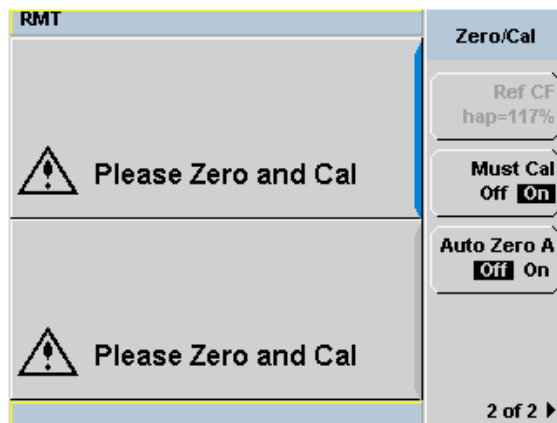 RMT
Zero/Cal
Ref CF
hap=117%
Please Zero and Cal
Must Cal
Off On
Auto Zero A
Off On
Please Zero and Cal
2 of 2